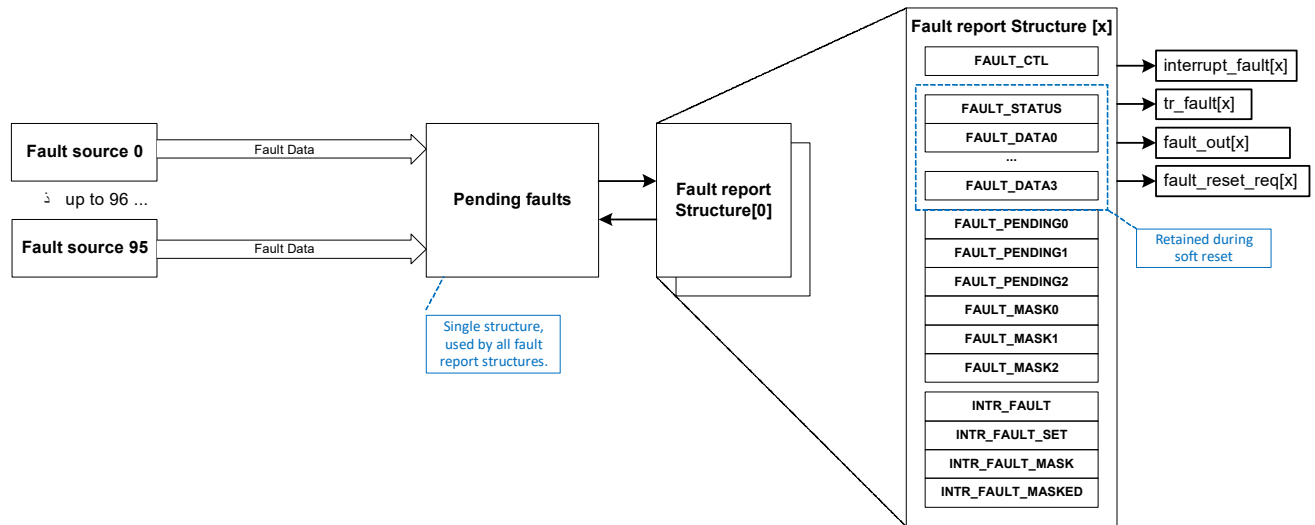 Fault source 0
Fault Data
ذ up to 96 ...
Fault source 95
Fault Data
Pending faults
Single structure,
used by all fault
report structures.
Fault report
Structure[0]
Fault report Structure [x]
FAULT_CTL
FAULT_STATUS
FAULT_DATA0
...
FAULT_DATA3
FAULT_PENDING0
FAULT_PENDING1
FAULT_PENDING2
FAULT_MASK0
FAULT_MASK1
FAULT_MASK2
INTR_FAULT
INTR_FAULT_SET
INTR_FAULT_MASK
INTR_FAULT_MASKED
interrupt_fault[x]
tr_fault[x]
fault_out[x]
fault_reset_req[x]
Retained during
soft reset